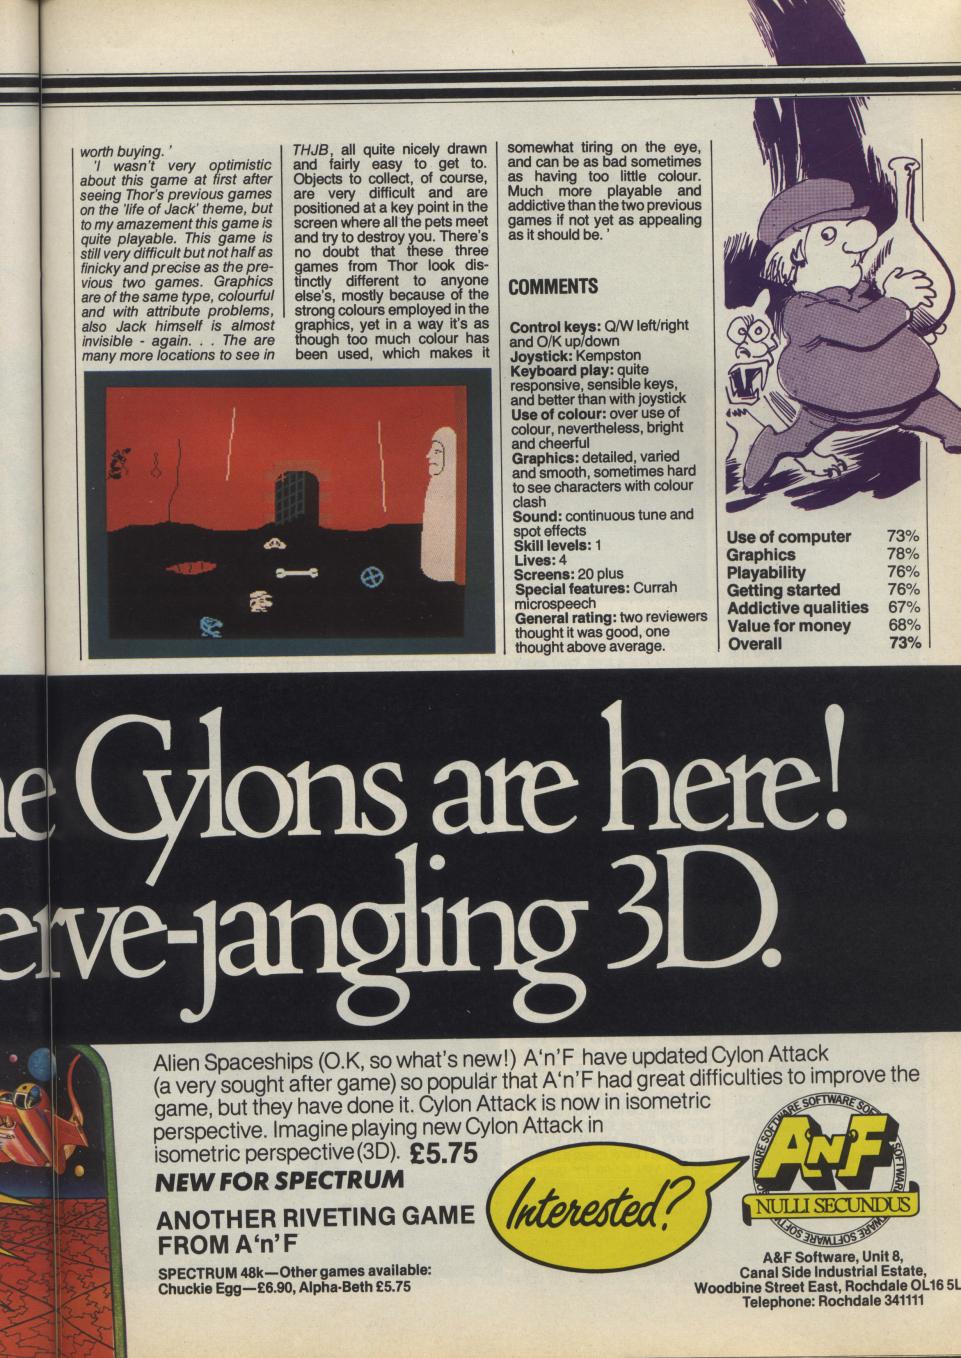 worth buying. '
'I wasn't very optimistic
about this game at first after
seeing Thor's previous games
on the 'life of Jack' theme, but
to my amazement this game is
quite playable. This game is
still very difficult but not half as
finicky and precise as the pre-
vious two games. Graphics
are of the same type, colourful
and with attribute problems,
also Jack himself is almost
invisible - again. . . The are
many more locations to see in
THJB, all quite nicely drawn
and fairly easy to get to.
Objects to collect, of course,
are very difficult and are
positioned at a key point in the
screen where all the pets meet
and try to destroy you. There's
no doubt that these three
games from Thor look dis-
tinctly different to anyone
else's, mostly because of the
strong colours employed in the
graphics, yet in a way it's as
though too much colour has
been used, which makes it
somewhat tiring on the eye,
and can be as bad sometimes
as having too little colour.
Much more playable and
addictive than the two previous
games if not yet as appealing
as it should be. '
COMMENTS
Control keys: Q/W left/right
and O/K up/down
Joystick: Kempston
Keyboard play: quite
responsive, sensible keys,
and better than with joystick
Use of colour: over use of
colour, nevertheless, bright
and cheerful
Graphics: detailed, varied
and smooth, sometimes hard
to see characters with colour
clash
Sound: continuous tune and
spot effects
Skill levels: 1
Lives: 4
Screens: 20 plus
Special features: Currah
microspeech
General rating: two reviewers
thought it was good, one
thought above average.
Use of computer 73%
Graphics 78%
Playability 76%
Getting started 76%
Addictive qualities 67%
Value for money 68%
Overall 73%
he Cylons are here!
erve-jangling 3D.
Alien Spaceships (O.K, so what's new!) A'n'F have updated Cylon Attack
(a very sought after game) so popular that A'n'F had great difficulties to improve the
game, but they have done it. Cylon Attack is now in isometric
perspective. Imagine playing new Cylon Attack in
isometric perspective (3D). £5.75
NEW FOR SPECTRUM
ANOTHER RIVETING GAME
FROM A'n'F
SPECTRUM 48k—Other games available:
Chuckie Egg—£6.90, Alpha-Beth £5.75
Interested?
SOFTWARE SOFTWARE SOFTWARE SOFTWARE
A'N'F
NULLI SECUNDUS
A&F Software, Unit 8,
Canal Side Industrial Estate,
Woodbine Street East, Rochdale OL16 5L
Telephone: Rochdale 341111